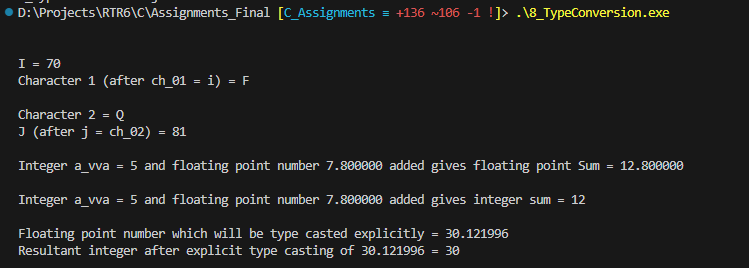 D:\Projects\RTR6\C\Assignments_Final [C_Assignments ≡ +136 ~106 -1 !]> .\8_TypeConversion.exe
I = 70
Character 1 (after ch_01 = i) = F
Character 2 = Q
J (after j = ch_02) = 81
Integer a_vva = 5 and floating point number 7.800000 added gives floating point Sum = 12.800000
Integer a_vva = 5 and floating point number 7.800000 added gives integer sum = 12
Floating point number which will be type casted explicitly = 30.121996
Resultant integer after explicit type casting of 30.121996 = 30